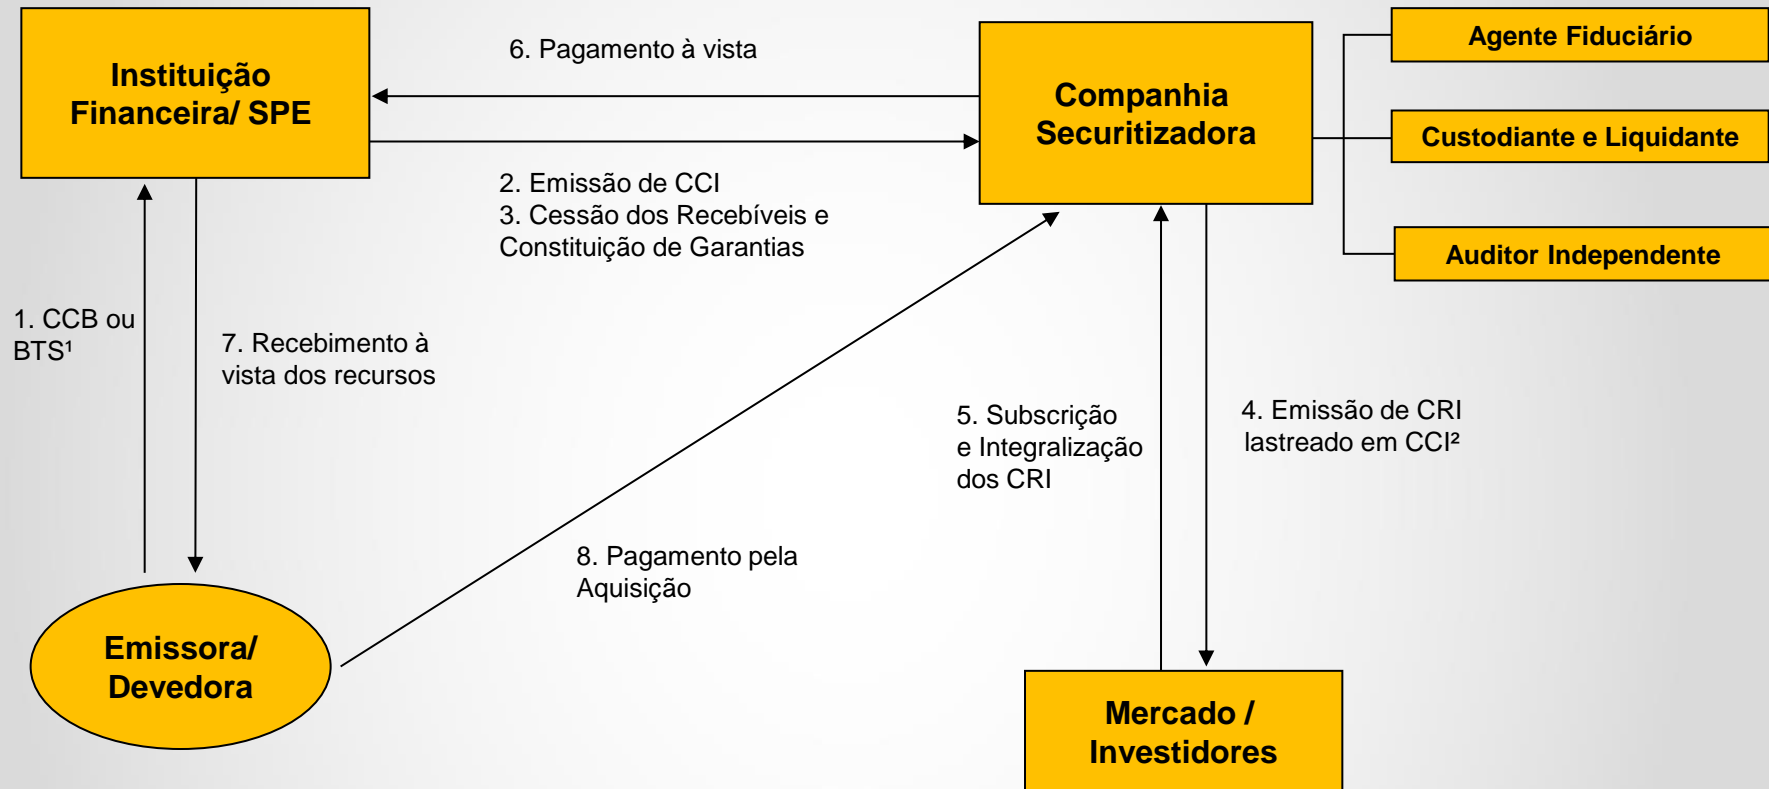 Instituição
Financeira/ SPE
6. Pagamento à vista
Companhia
Securitizadora
Agente Fiduciário
Custodiante e Liquidante
Auditor Independente
2. Emissão de CCI
3. Cessão dos Recebíveis e
Constituição de Garantias
1. CCB ou
BTS¹
7. Recebimento à
vista dos recursos
5. Subscrição
e Integralização
dos CRI
4. Emissão de CRI
lastreado em CCI²
8. Pagamento pela
Aquisição
Emissora/
Devedora
Mercado /
Investidores